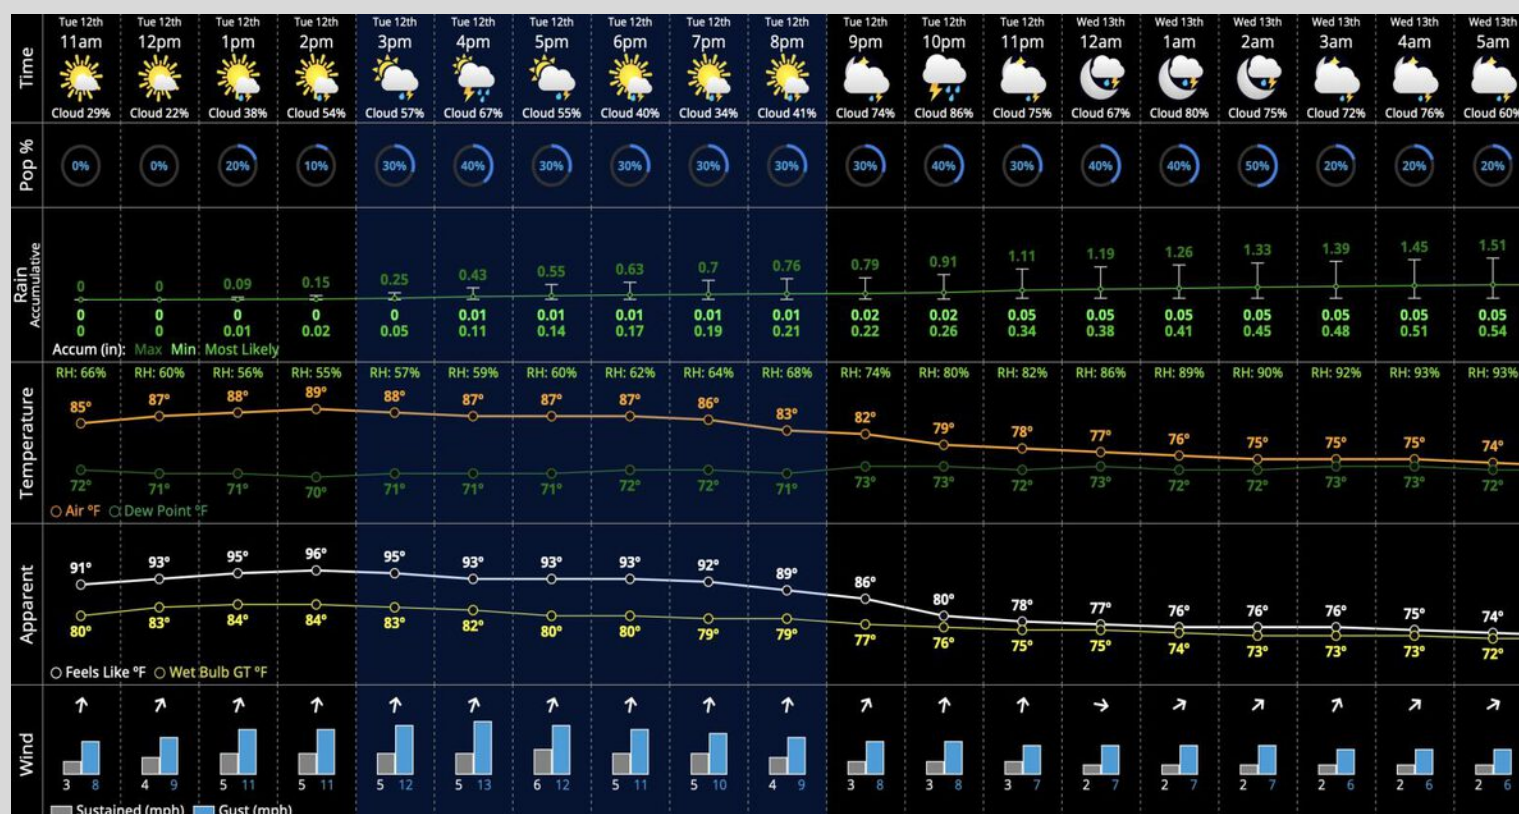 Tue 12th Tue 12th Tue 12th Tue 12th Tue 12th Tue 12th Tue 12th Tue 12th Tue 12th Tue 12th Tue 12th Tue 12th Tue 12th Wed 13th Wed 13th Wed 13th Wed 13th Wed 13th Wed 13th
Time
11am 12pm 1pm 2pm 3pm 4pm 5pm 6pm 7pm 8pm 9pm 10pm 11pm 12am 1am 2am 3am 4am 5am
Cloud 29% Cloud 22% Cloud 38% Cloud 54% Cloud 57% Cloud 67% Cloud 55% Cloud 40% Cloud 34% Cloud 41% Cloud 74% Cloud 86% Cloud 75% Cloud 67% Cloud 80% Cloud 75% Cloud 72% Cloud 76% Cloud 60%
Pop %
0% 0% 20% 10% 30% 40% 30% 30% 30% 30% 30% 40% 30% 40% 40% 50% 20% 20% 20%
Rain
Accumulative
0 0 0.09 0.15 0.25 0.43 0.55 0.63 0.7 0.76 0.79 0.91 1.11 1.19 1.26 1.33 1.39 1.45 1.51
0 0 0 0 0 0.01 0.01 0.01 0.01 0.01 0.02 0.02 0.05 0.05 0.05 0.05 0.05 0.05 0.05
0 0 0.01 0.02 0.05 0.11 0.14 0.17 0.19 0.21 0.22 0.26 0.34 0.38 0.41 0.45 0.48 0.51 0.54
Accum (in): Max Min Most Likely
Temperature
RH: 66% RH: 60% RH: 56% RH: 55% RH: 57% RH: 59% RH: 60% RH: 62% RH: 64% RH: 68% RH: 74% RH: 80% RH: 82% RH: 86% RH: 89% RH: 90% RH: 92% RH: 93% RH: 93%
85° 87° 88° 89° 88° 87° 87° 87° 86° 83° 82° 79° 78° 77° 76° 75° 75° 75° 74°
72° 71° 71° 70° 71° 71° 71° 72° 72° 71° 73° 73° 72° 73° 72° 72° 73° 73° 72°
Air ºF Dew Point ºF
Apparent
91° 93° 95° 96° 95° 93° 93° 93° 92° 89° 86° 80° 78° 77° 76° 76° 76° 75° 74°
80° 83° 84° 84° 83° 82° 80° 80° 79° 79° 77° 76° 75° 75° 74° 73° 73° 73° 72°
Feels Like ºF Wet Bulb GT ºF
Wind
3 8 4 9 5 11 5 11 5 12 5 13 6 12 5 11 5 10 4 9 3 8 3 8 3 7 2 7 2 7 2 7 2 6 2 6 2 6
Sustained (mph) Gust (mph)